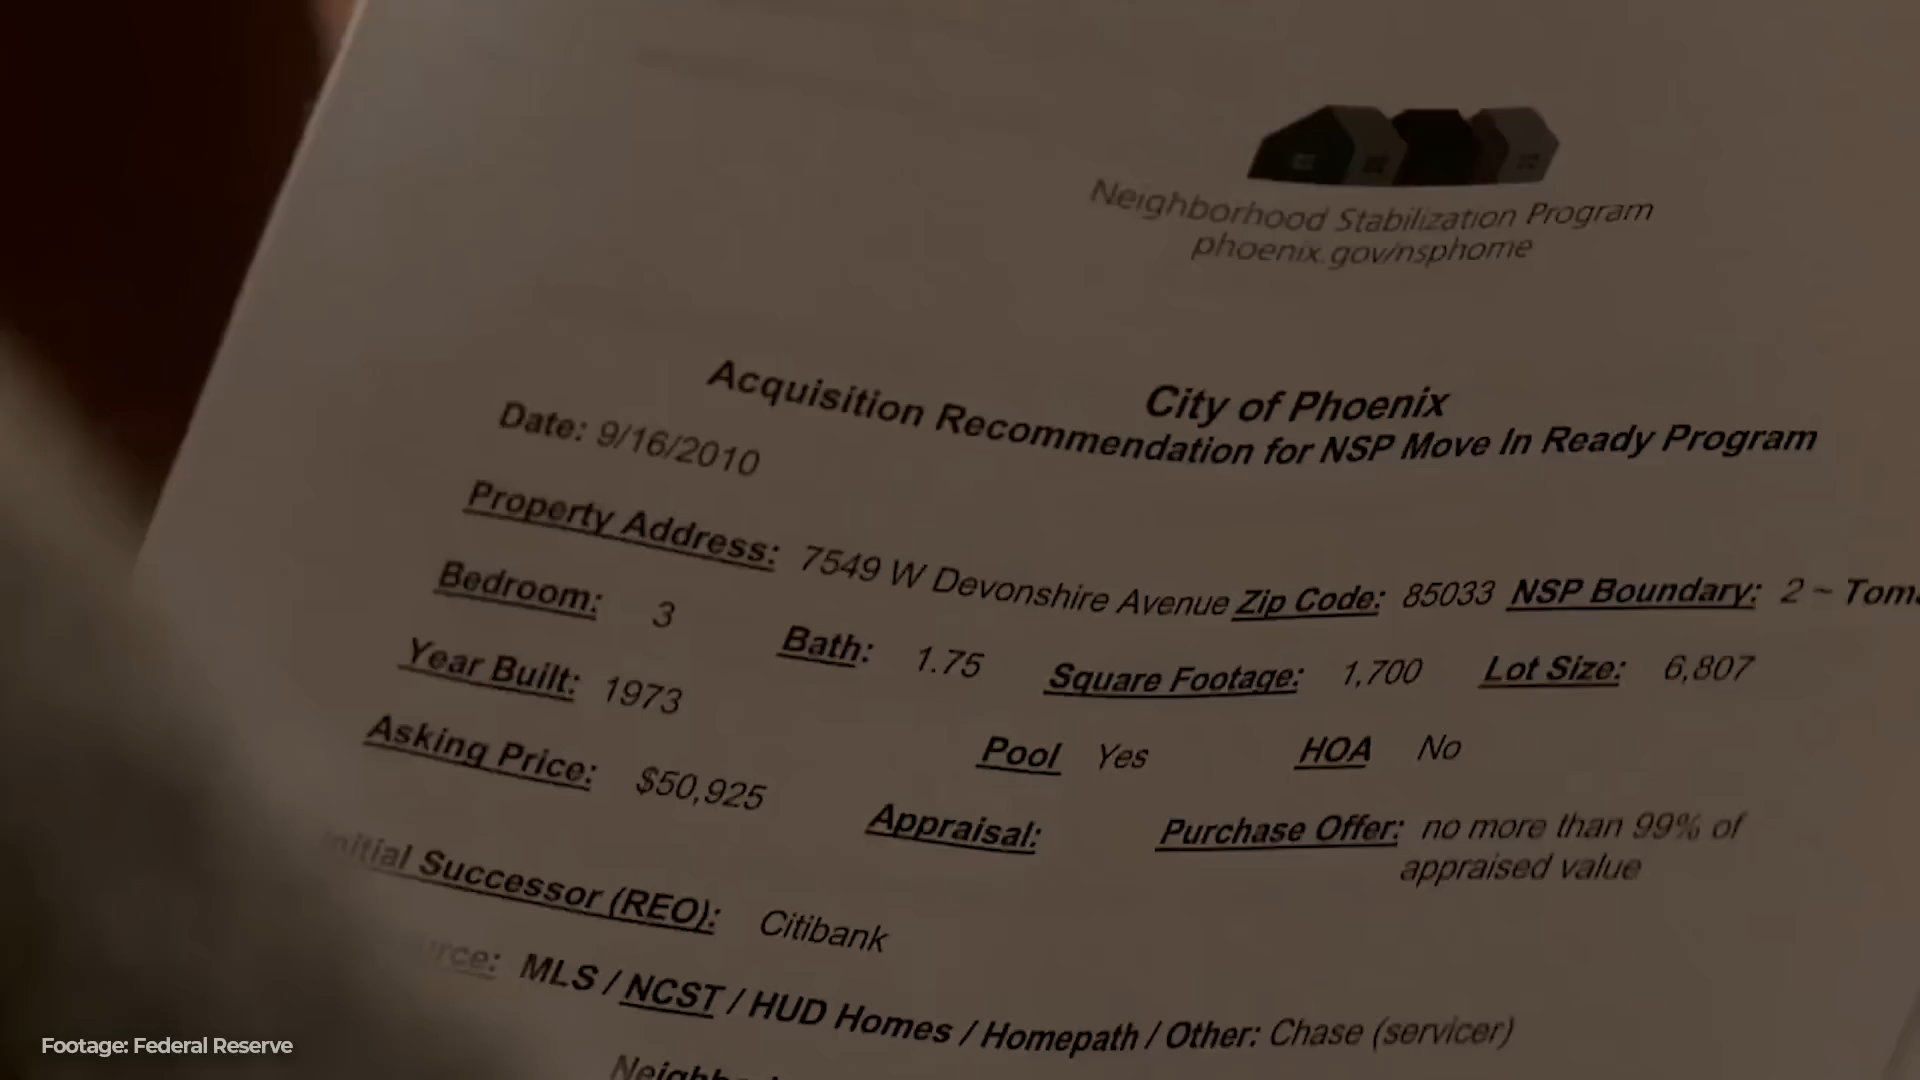 Neighborhood Stabilization Program
phoenix.gov/nsphome
City of Phoenix
Acquisition Recommendation for NSP Move In Ready Program
Date: 9/16/2010
Property Address: 7549 W Devonshire Avenue Zip Code: 85033 NSP Boundary: 2 ~
Bedroom: 3 Bath: 1.75 Square Footage: 1,700 Lot Size: 6,807
Year Built: 1973 Pool Yes HOA No
Asking Price: $50,925 Appraisal: Purchase Offer: no more than 99% of
appraised value
Initial Successor (REO): Citibank
MLS / NCST / HUD Homes / Homepath / Other: Chase (servicer)
Footage: Federal Reserve